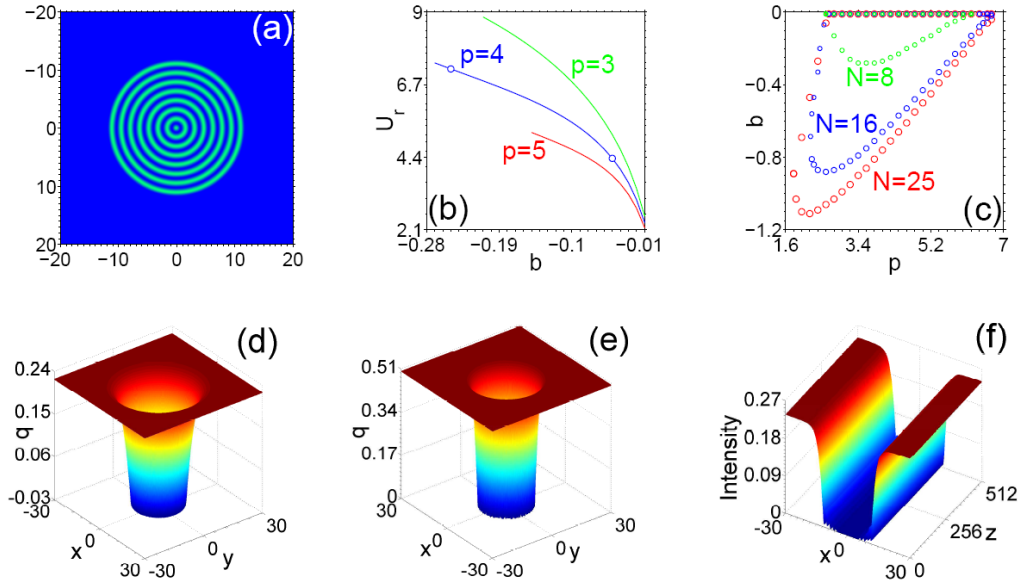 -20
-10
0
10
20
-20
-10
0
10
20
(a)
9
6.7
4.4
2.1
U_r
p=4
p=3
p=5
(b)
-0.28
-0.19
-0.1
-0.01
b
0
-0.4
-0.8
-1.2
b
N=8
N=16
N=25
(c)
1.6
3.4
5.2
7
p
(d)
0.24
0.15
0.06
-0.03
q
-30
x
0
30
-30
0
y
30
(e)
0.51
0.34
0.17
0
q
-30
x
0
30
-30
0
y
30
(f)
0.27
0.18
0.09
0
Intensity
-30
x
0
30
0
256
z
512